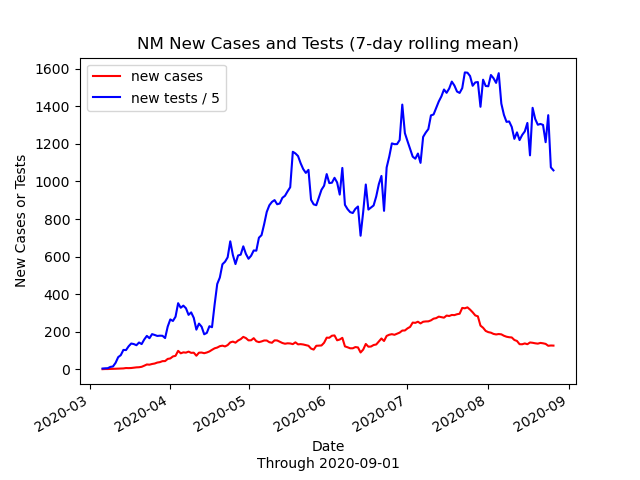 NM New Cases and Tests (7-day rolling mean)
new cases
new tests / 5
New Cases or Tests
1600
1400
1200
1000
800
600
400
200
0
2020-03
2020-04
2020-05
2020-06
2020-07
2020-08
2020-09
Date
Through 2020-09-01